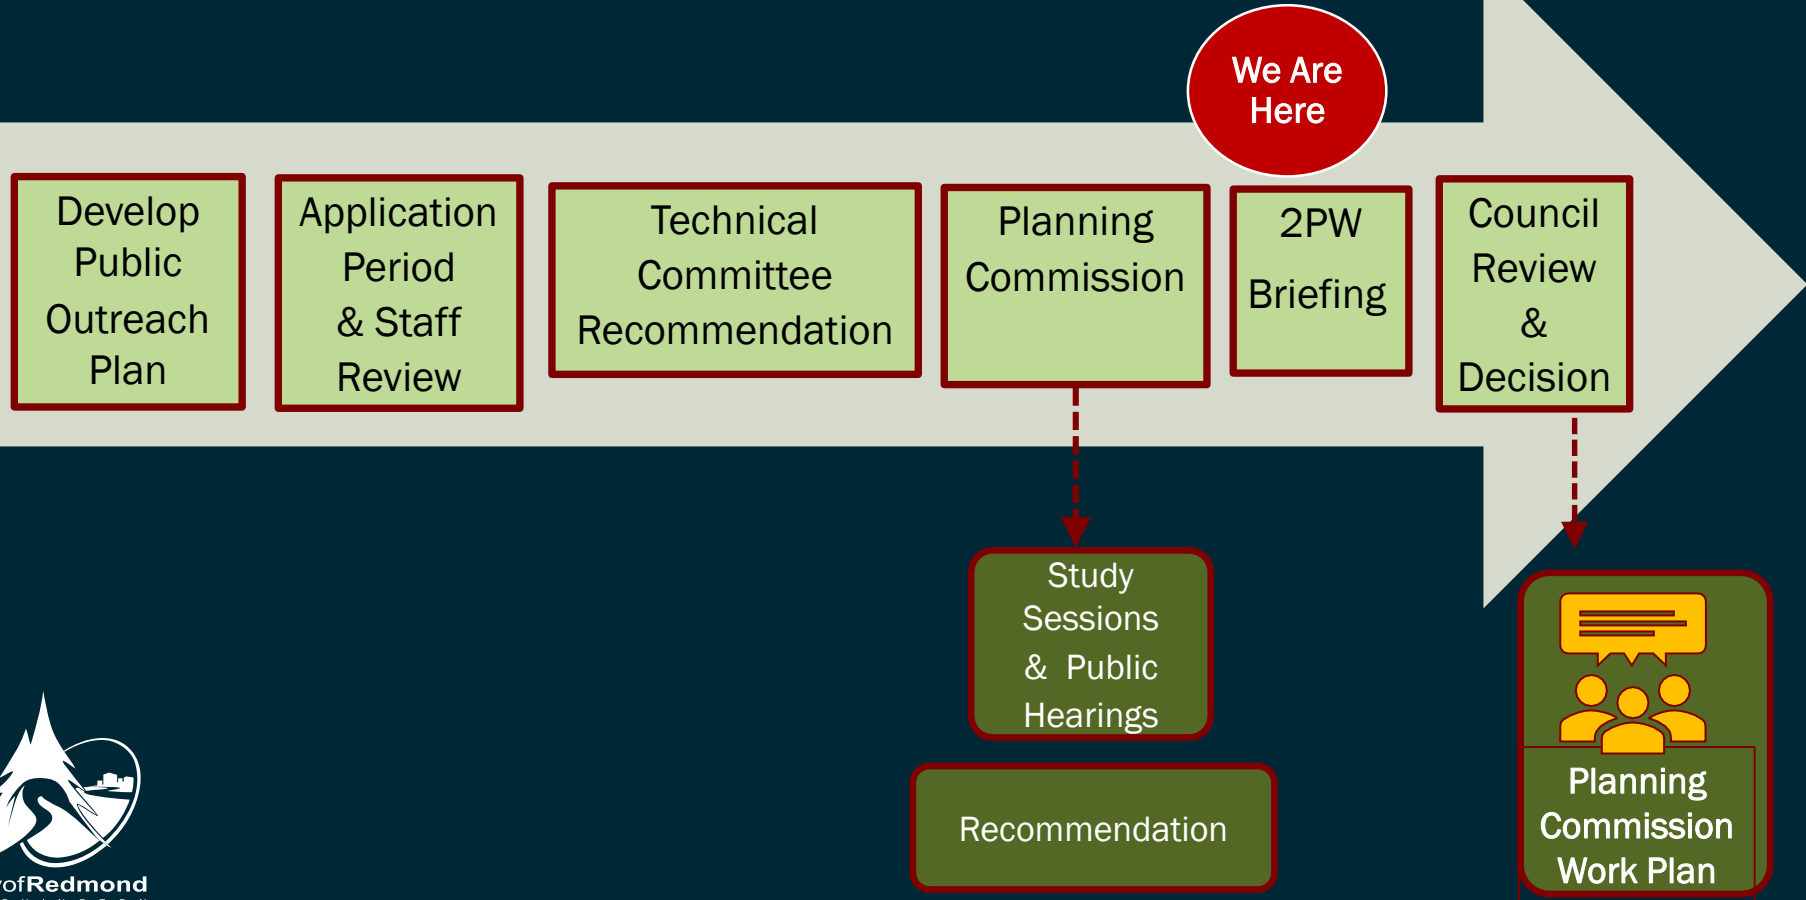 We Are
Here
Develop
Public
Outreach
Plan
Application
Period
& Staff
Review
Technical
Committee
Recommendation
Planning
Commission
2PW
Briefing
Council
Review
&
Decision
Study
Sessions
& Public
Hearings
Recommendation
Planning
Commission
Work Plan
yofRedmond